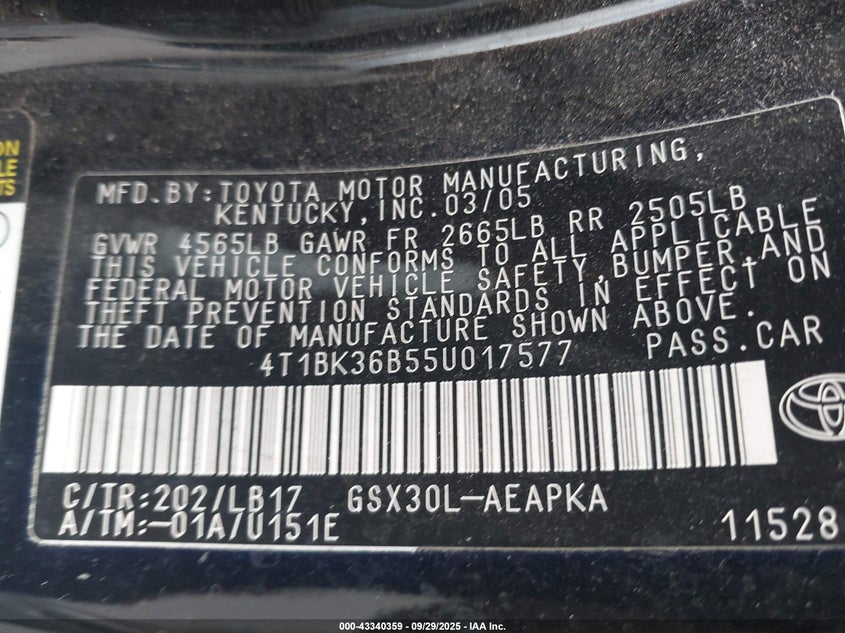 ON
LE
TS
MFD.BY:TOYOTA MOTOR MANUFACTURING,
KENTUCKY,INC.03/05
GVWR 4565LB GAWR FR 2665LB RR 2505LB
THIS VEHICLE CONFORMS TO ALL APPLICABLE
FEDERAL MOTOR VEHICLE SAFETY,BUMPER,AND
THEFT PREVENTION STANDARDS IN EFFECT ON
THE DATE OF MANUFACTURE SHOWN ABOVE.
4T1BK36B55U017577 PASS.CAR
C/TR:202/LB17 GSX30L-AEAPKA
A/TM:-01A/U151E 11528
000-43340359 - 09/29/2025 - IAA Inc.